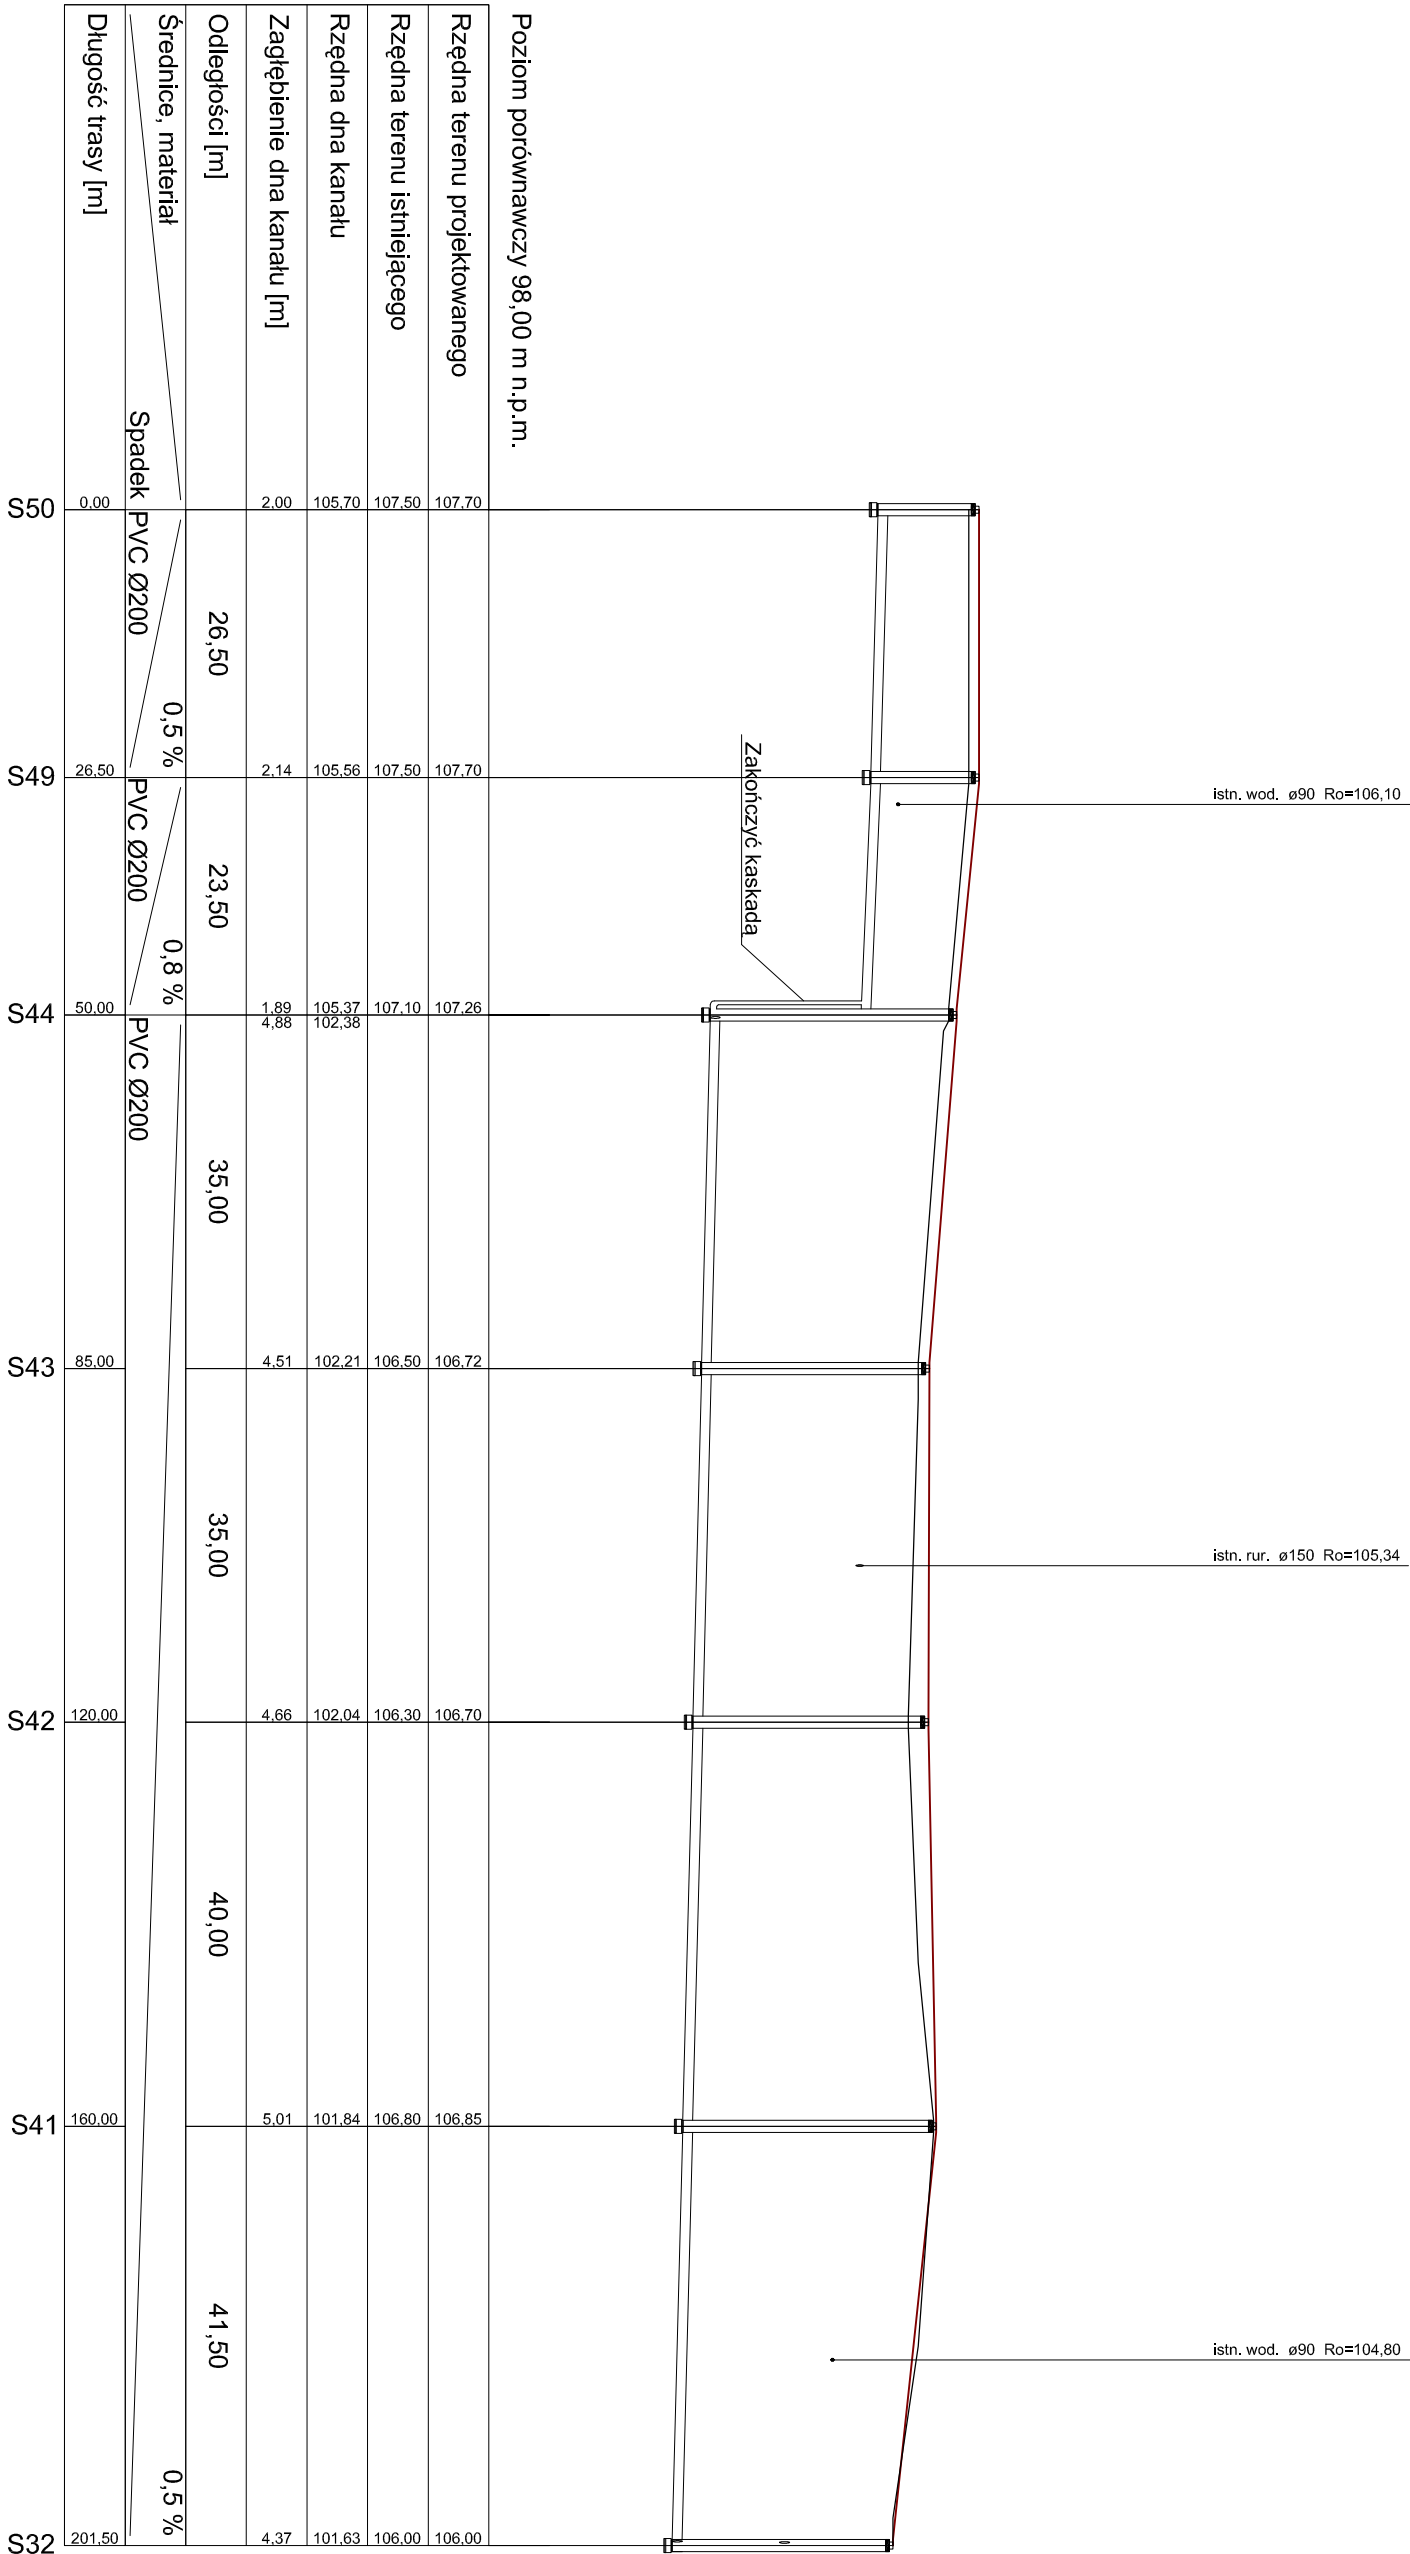 istn. wod. ø90 Ro=106,10
istn. rur. ø150 Ro=105,34
istn. wod. ø90 Ro=104,80
Zakończyć kaskadą
Poziom porównawczy 98,00 m n.p.m.
Rzędna terenu projektowanego 107,70 107,70 107,26 106,72 106,70 106,85 106,00
Rzędna terenu istniejącego 107,50 107,50 107,10 106,50 106,30 106,80 106,00
Rzędna dna kanału 105,70 105,56 105,37 102,38 102,21 102,04 101,84 101,63
Zagłębienie dna kanału [m] 2,00 2,14 1,89 4,88 4,51 4,66 5,01 4,37
Odległości [m] 26,50 23,50 35,00 35,00 40,00 41,50
Średnice, materiał 0,5 % 0,8 % 0,5 %
Spadek PVC Ø200 PVC Ø200 PVC Ø200
Długość trasy [m] 0,00 26,50 50,00 85,00 120,00 160,00 201,50
S50 S49 S44 S43 S42 S41 S32